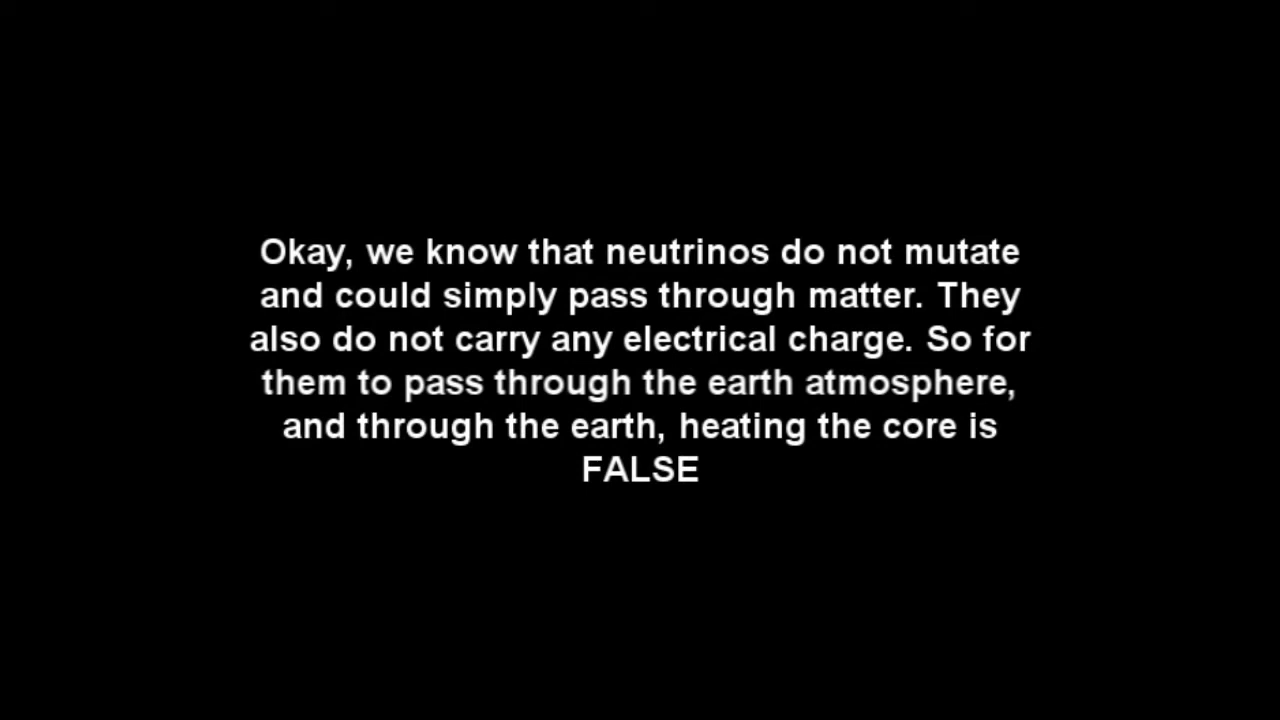 Okay, we know that neutrinos do not mutate
and could simply pass through matter. They
also do not carry any electrical charge. So for
them to pass through the earth atmosphere,
and through the earth, heating the core is
FALSE